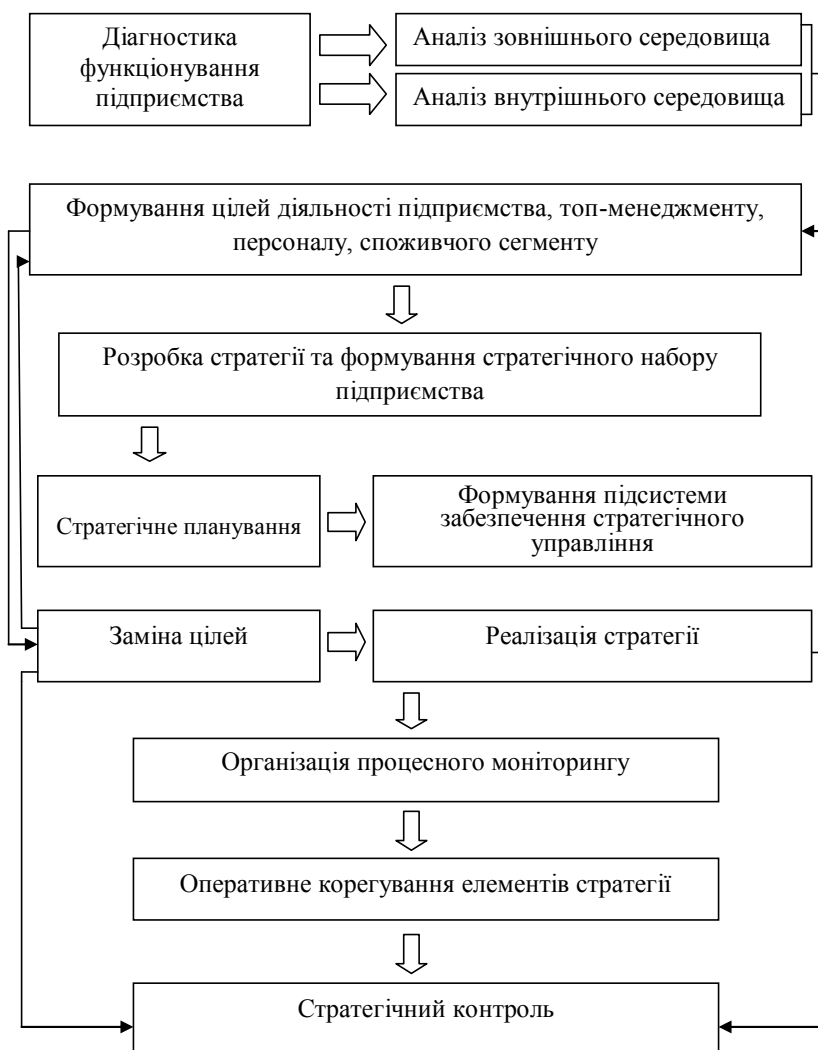 Діагностика
функціонування
підприємства
Аналіз зовнішнього середовища
Аналіз внутрішнього середовища
Формування цілей діяльності підприємства, топ-менеджменту,
персоналу, споживчого сегменту
Розробка стратегії та формування стратегічного набору
підприємства
Стратегічне планування
Формування підсистеми
забезпечення стратегічного
управління
Заміна цілей
Реалізація стратегії
Організація процесного моніторингу
Оперативне корегування елементів стратегії
Стратегічний контроль